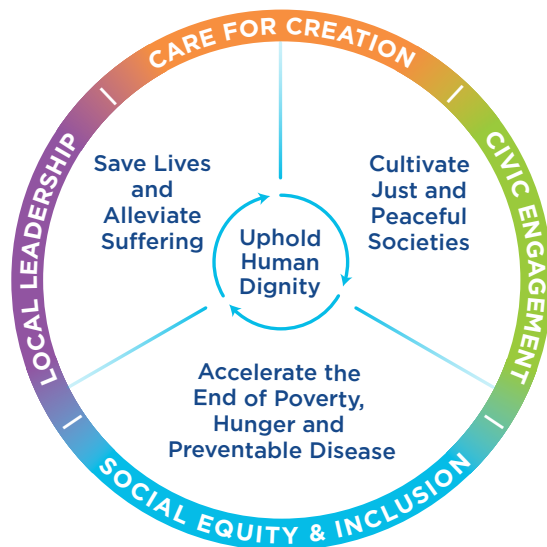 CARE FOR CREATION
CIVIC ENGAGEMENT
SOCIAL EQUITY & INCLUSION
LOCAL LEADERSHIP
Save Lives
and
Alleviate
Suffering
Cultivate
Just and
Peaceful
Societies
Uphold
Human
Dignity
Accelerate the
End of Poverty,
Hunger and
Preventable Disease